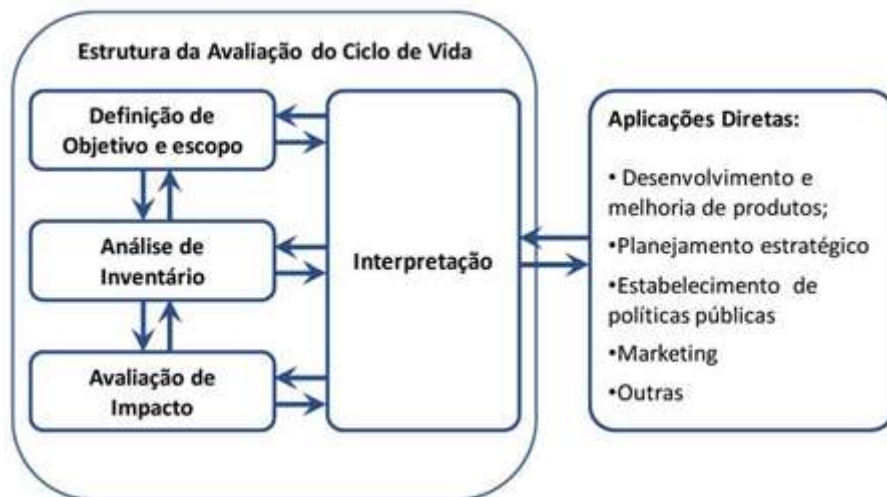 Estrutura da Avaliação do Ciclo de Vida
Definição de
Objetivo e escopo
Análise de
Inventário
Avaliação de
Impacto
Interpretação
Aplicações Diretas:
• Desenvolvimento e
melhoria de produtos;
•Planejamento estratégico
•Estabelecimento de
políticas públicas
•Marketing
•Outras